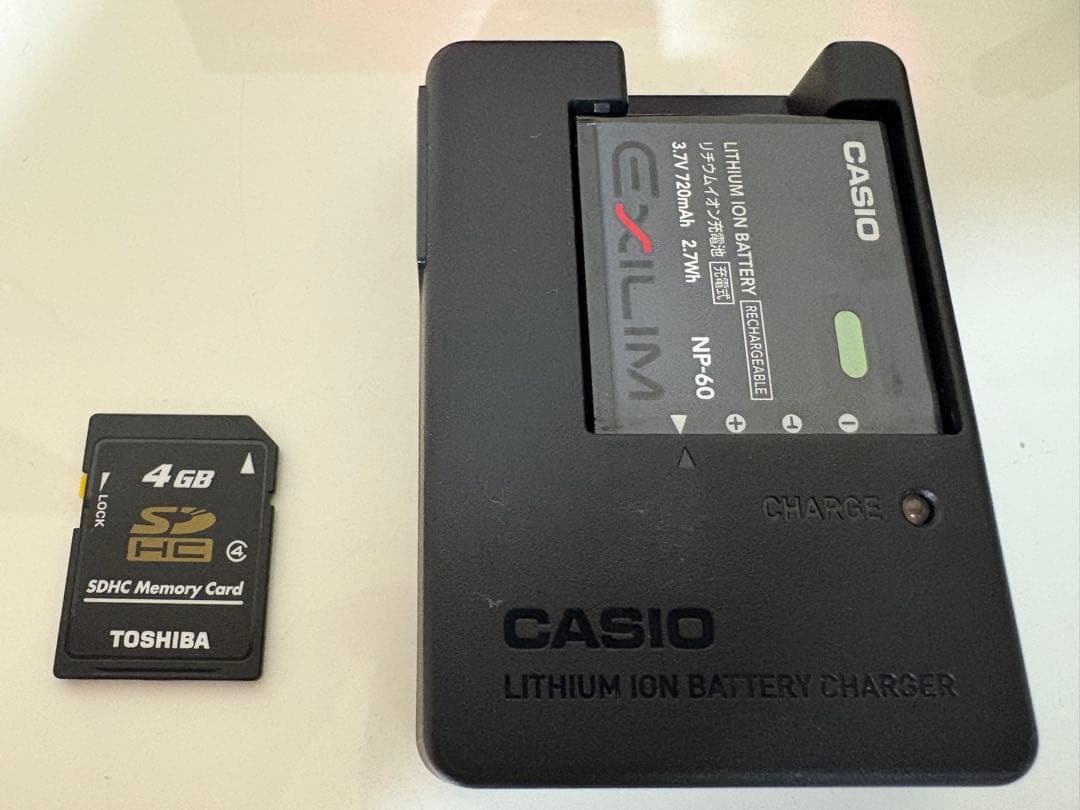 4GB
LOCK
SD
HC
4
SDHC Memory Card
TOSHIBA
CASIO
LITHIUM ION BATTERY RECHARGEABLE
リチウムイオン充電池 充電式
3.7V 720mAh 2.7Wh
NP-60
EXILIM
+
T
-
CHARGE
CASIO
LITHIUM ION BATTERY CHARGER